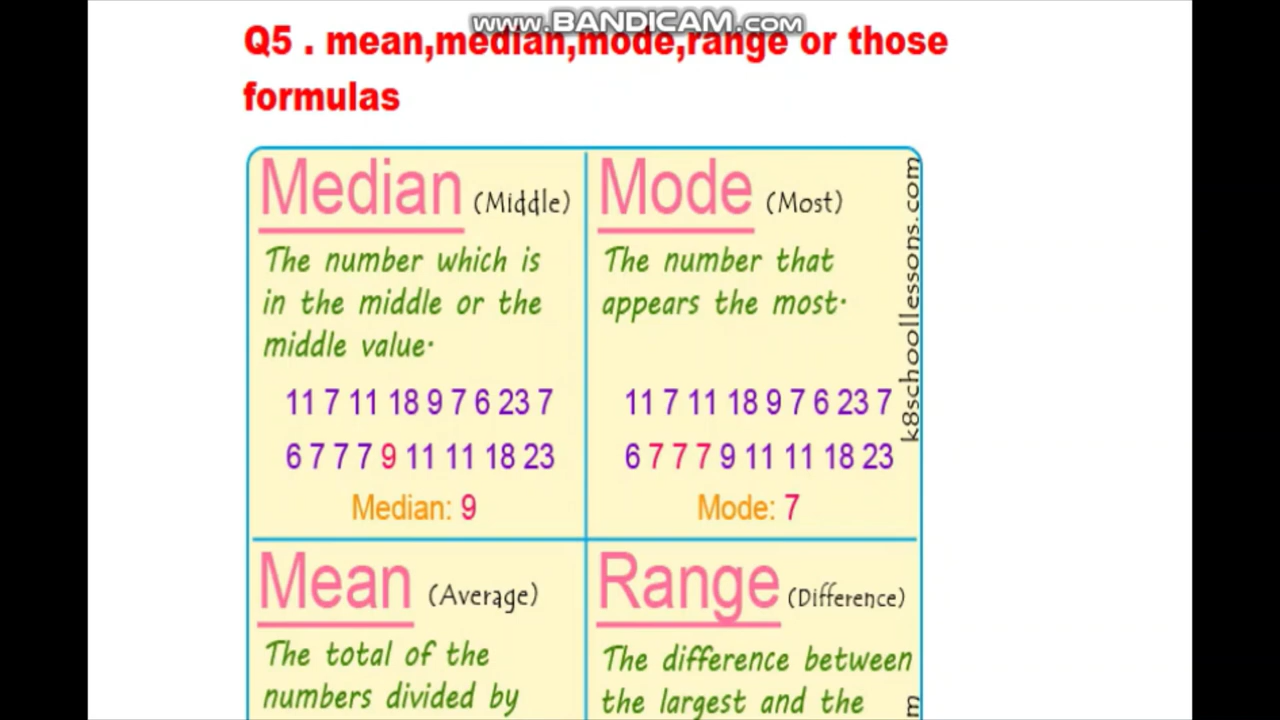 www.BANDICAM.com
Q5 . mean,median,mode,range or those
formulas
Median (Middle)
The number which is
in the middle or the
middle value.
11 7 11 18 9 7 6 23 7
6 7 7 7 9 11 11 18 23
Median: 9
Mode (Most)
The number that
appears the most.
11 7 11 18 9 7 6 23 7
6 7 7 7 9 11 11 18 23
Mode: 7
k8schoollessons.com
Mean (Average)
The total of the
numbers divided by
Range (Difference)
The difference between
the largest and the
m